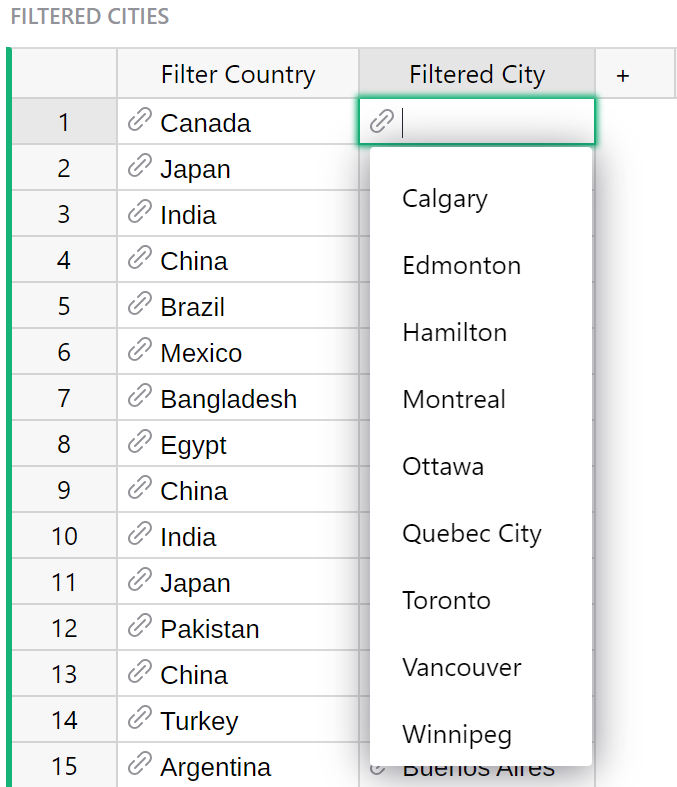 FILTERED CITIES
Filter Country Filtered City +
1 Canada
2 Japan
Calgary
3 India
4 China
Edmonton
5 Brazil
6 Mexico
Hamilton
7 Bangladesh
Montreal
8 Egypt
Ottawa
9 China
10 India
Quebec City
11 Japan
Toronto
12 Pakistan
13 China
Vancouver
14 Turkey
Winnipeg
15 Argentina Buenos Aires